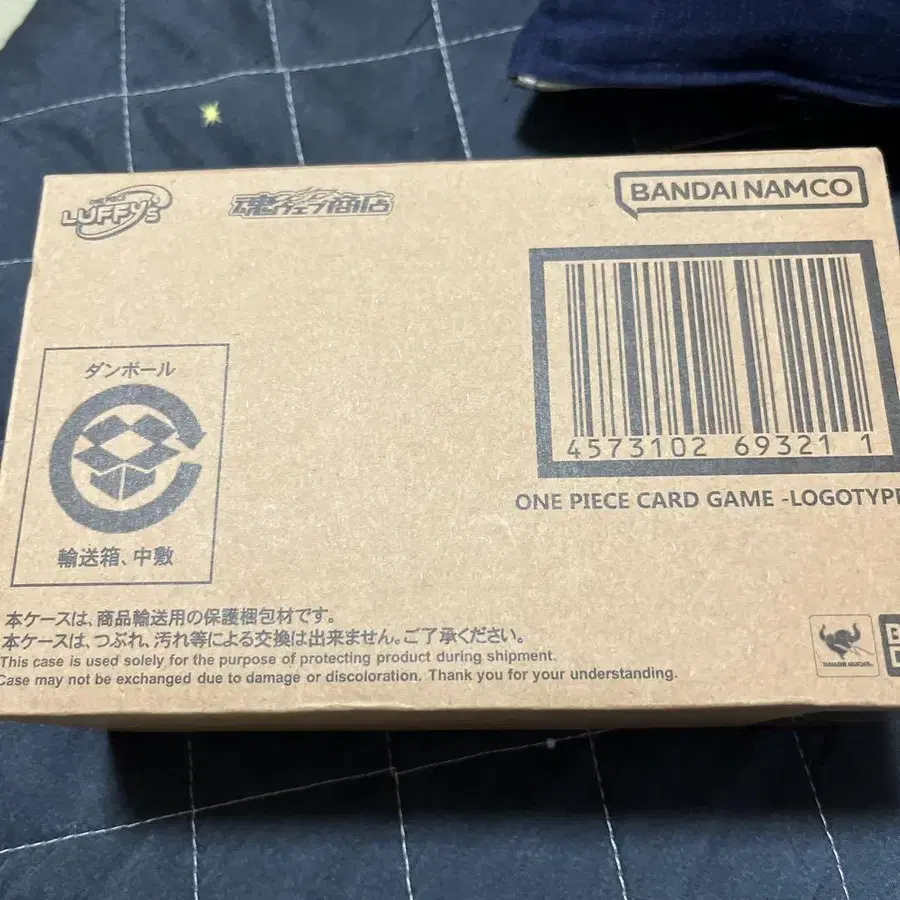 LUFFY's
魂ウェブ商店
BANDAI NAMCO
4573102 69321 1
ONE PIECE CARD GAME -LOGOTYPE
ダンボール
輸送箱、中敷
本ケースは、商品輸送用の保護梱包材です。
本ケースは、つぶれ、汚れ等による交換は出来ません。ご了承ください。
This case is used solely for the purpose of protecting product during shipment.
Case may not be exchanged due to damage or discoloration. Thank you for your understanding.
TAMASHII NATIONS